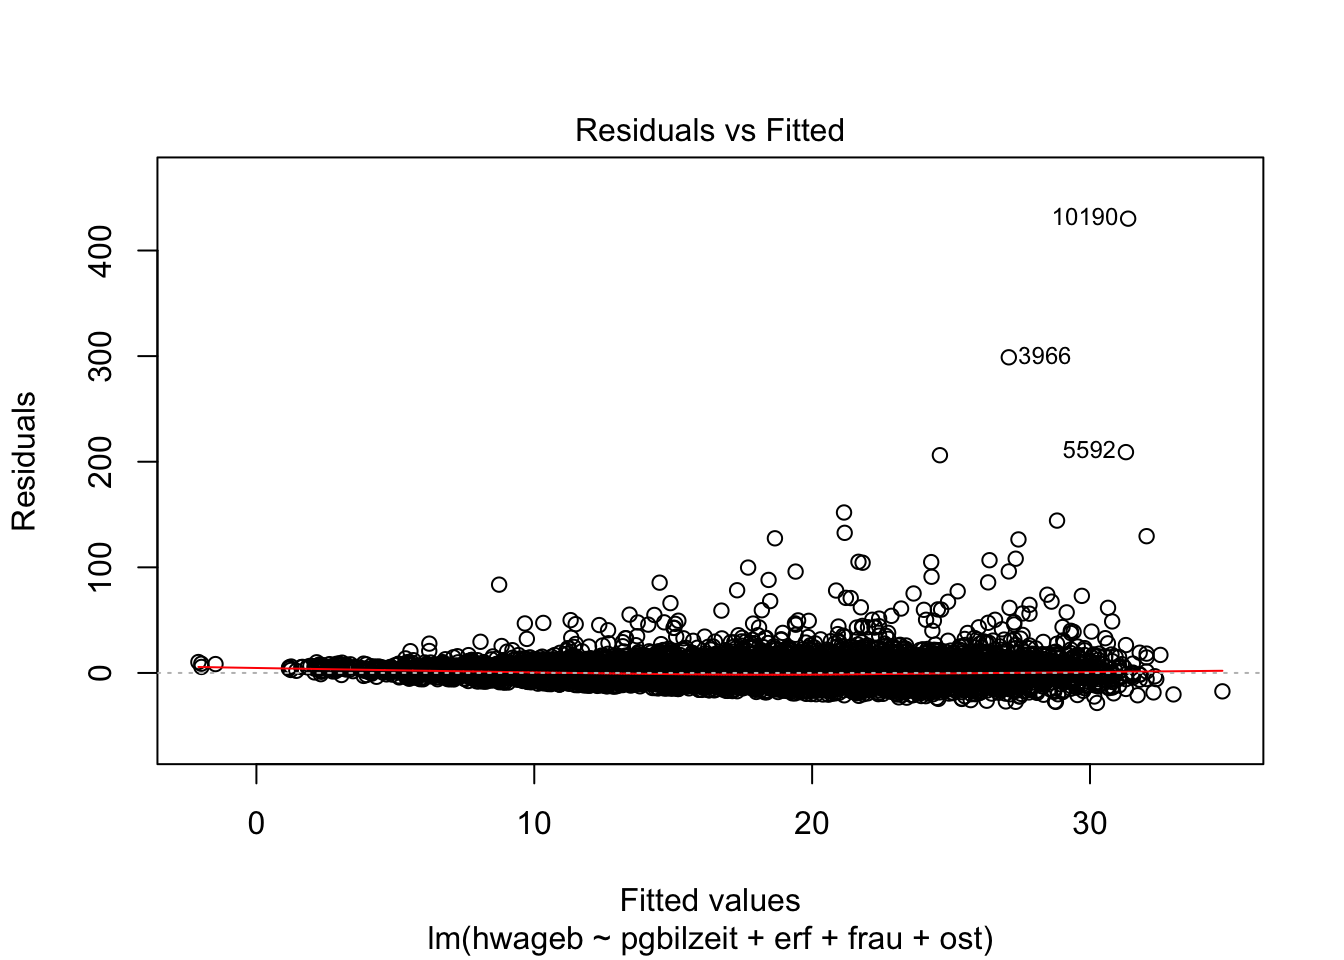 Residuals vs Fitted
10190
3966
5592
400
300
200
100
0
Residuals
0 10 20 30
Fitted values
lm(hwageb ~ pgbilzeit + erf + frau + ost)